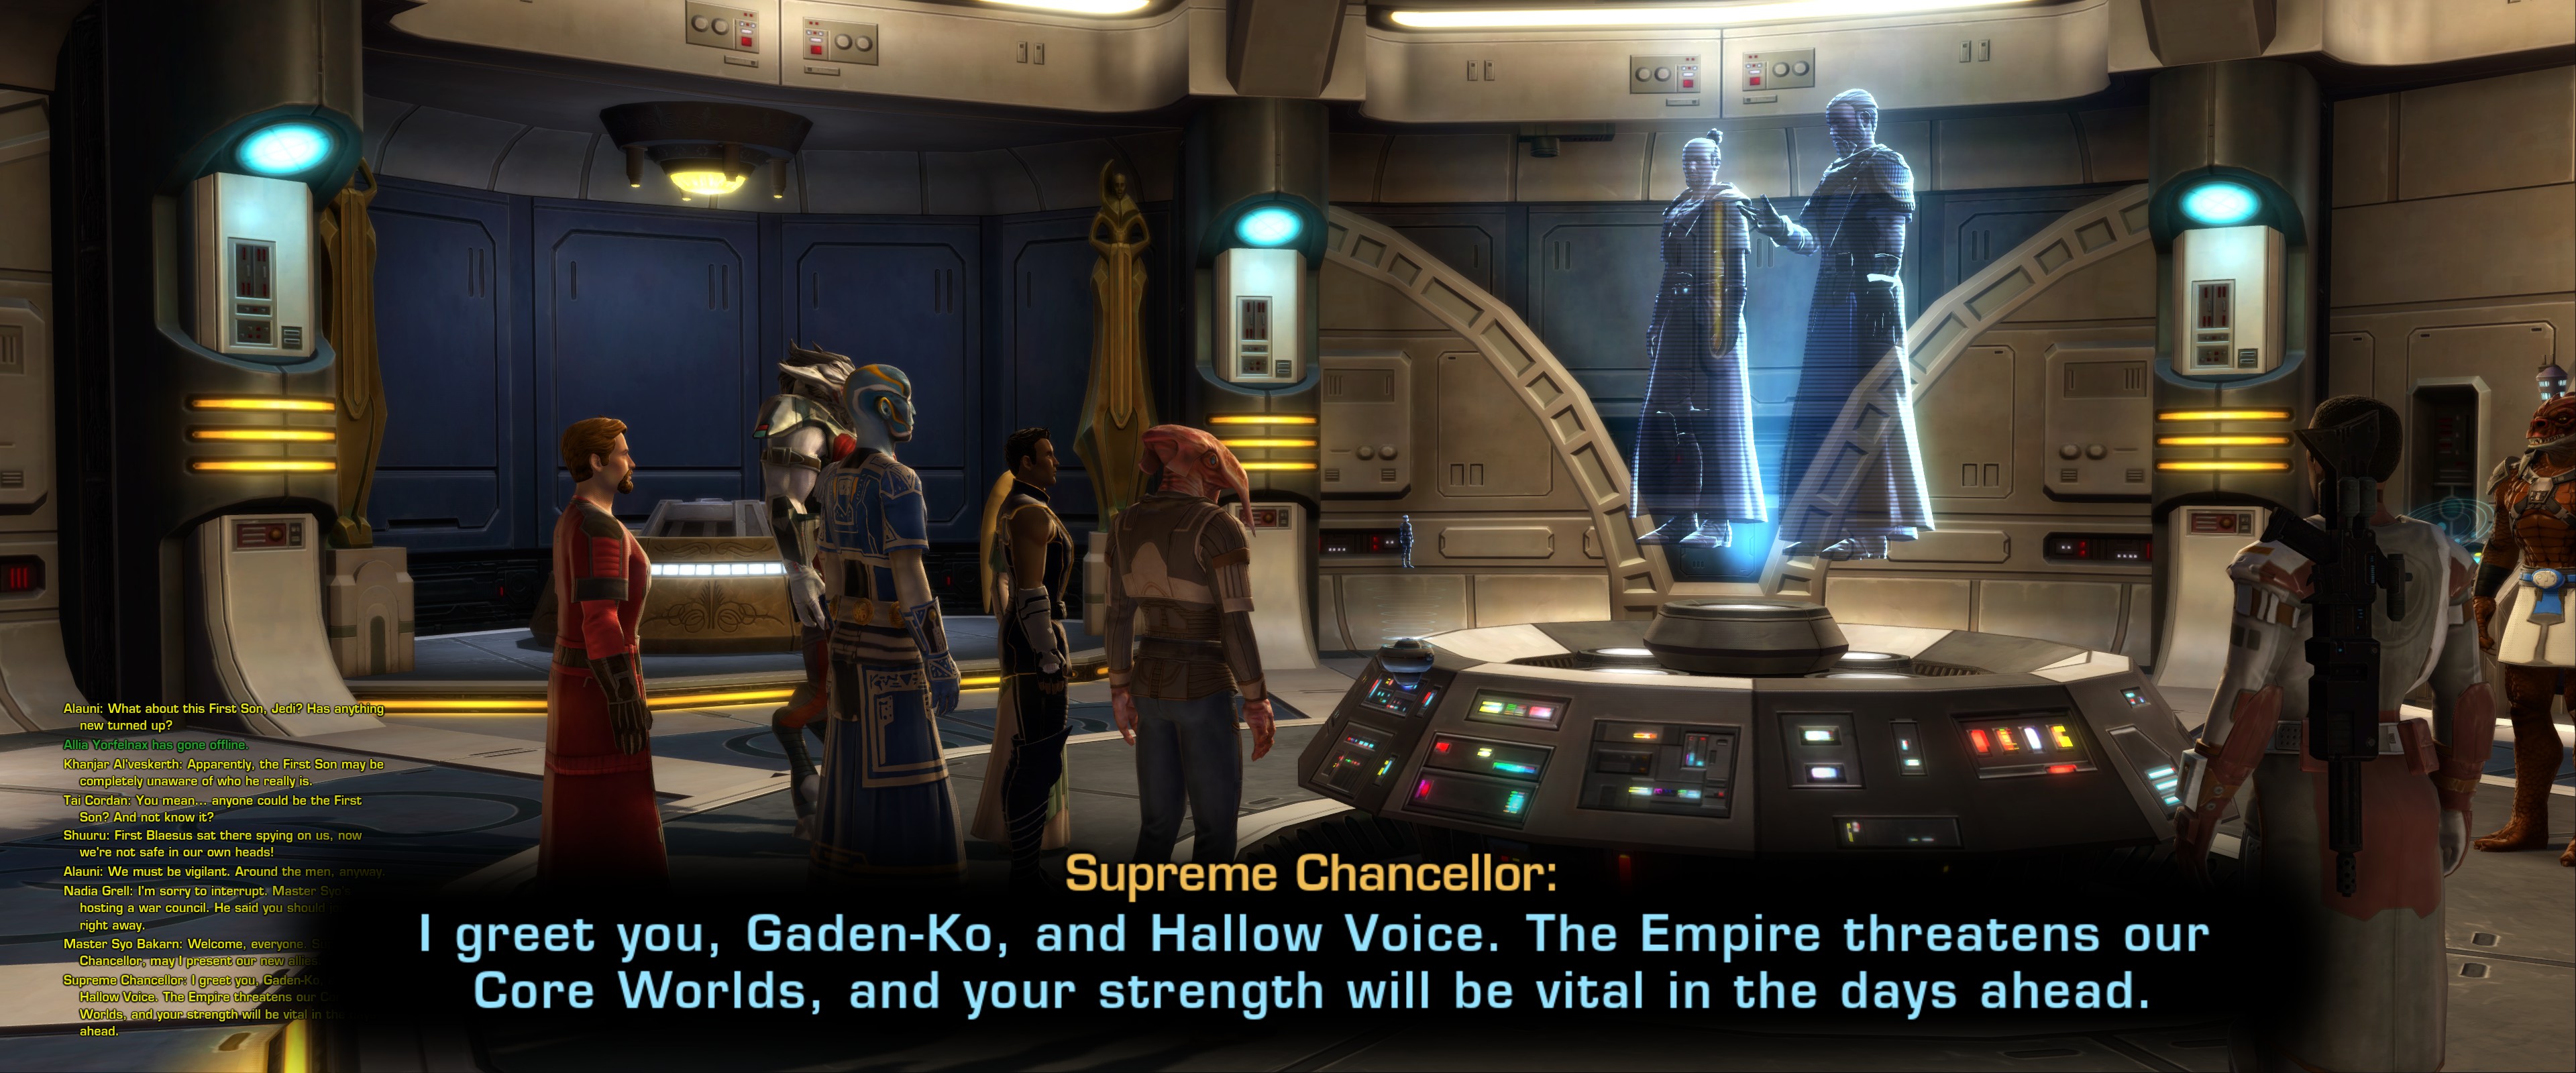 Alauni: What about this First Son, Jedi? Has anything
new turned up?
Allia Yorfelnax has gone offline.
Khanjar Al'veskerth: Apparently, the First Son may be
completely unaware of who he really is.
Tai Cordan: You mean... anyone could be the First
Son? And not know it?
Shuuru: First Blaesus sat there spying on us, now
we're not safe in our own heads!
Alauni: We must be vigilant. Around the men, anyway.
Nadia Grell: I'm sorry to interrupt. Master Syo's
hosting a war council. He said you should
right away.
Master Syo Bakarn: Welcome, everyone.
Chancellor, may I present our new allies
Supreme Chancellor: I greet you, Gaden-Ko,
Hallow Voice. The Empire threatens our
Worlds, and your strength will be vital in the
ahead.
Supreme Chancellor:
I greet you, Gaden-Ko, and Hallow Voice. The Empire threatens our
Core Worlds, and your strength will be vital in the days ahead.